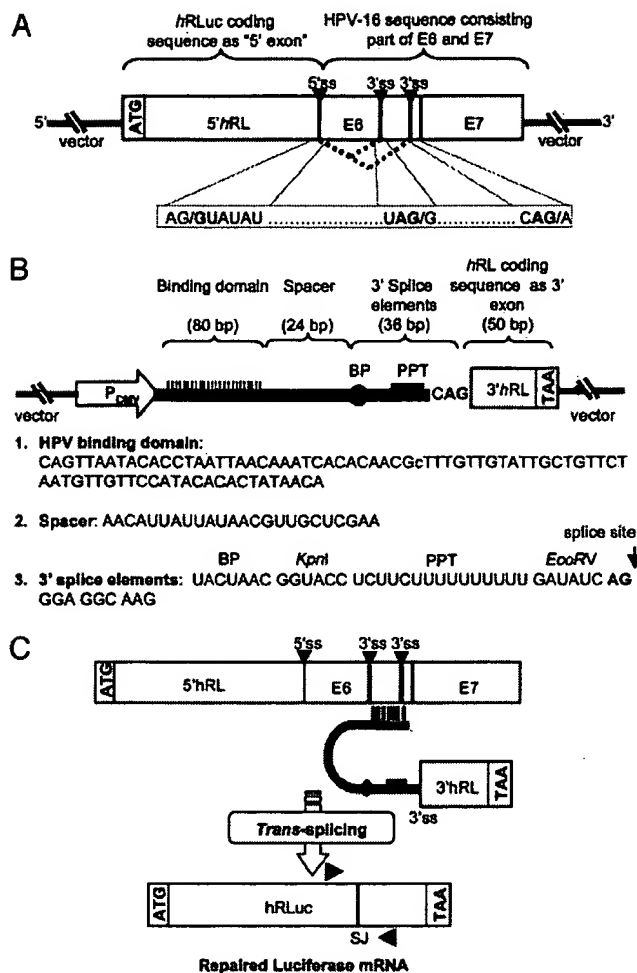 A
hRLuc coding
sequence as "5' exon"
HPV-16 sequence consisting
part of E6 and E7
5'ss 3'ss 3'ss
5' vector ATG 5'hRL E6 E7 vector 3'
AG/GUAUAU ........................UAG/G................ CAG/A
B
Binding domain Spacer 3' Splice elements hRL coding sequence as 3' exon
(80 bp) (24 bp) (36 bp) (50 bp)
BP PPT
vector PCMV CAG 3'hRL TAA vector
1. HPV binding domain:
CAGTTAATACACCTAATTAACAAATCACACAACGcTTTGTTGTATTGCTGTTCT
AATGTTGTTCCATACACACTATAACA
2. Spacer: AACAUUAUUAUAACGUUGCUCGAA
splice site
BP KpnI PPT EcoRV
3. 3' splice elements: UACUAAC GGUACC UCUUCUUUUUUUUUUU GAUAUC AG
GGA GGC AAG
C
5'ss 3'ss 3'ss
ATG 5'hRL E6 E7
3'hRL TAA
3'ss
Trans-splicing
ATG hRLuc TAA
SJ
Repaired Luciferase mRNA